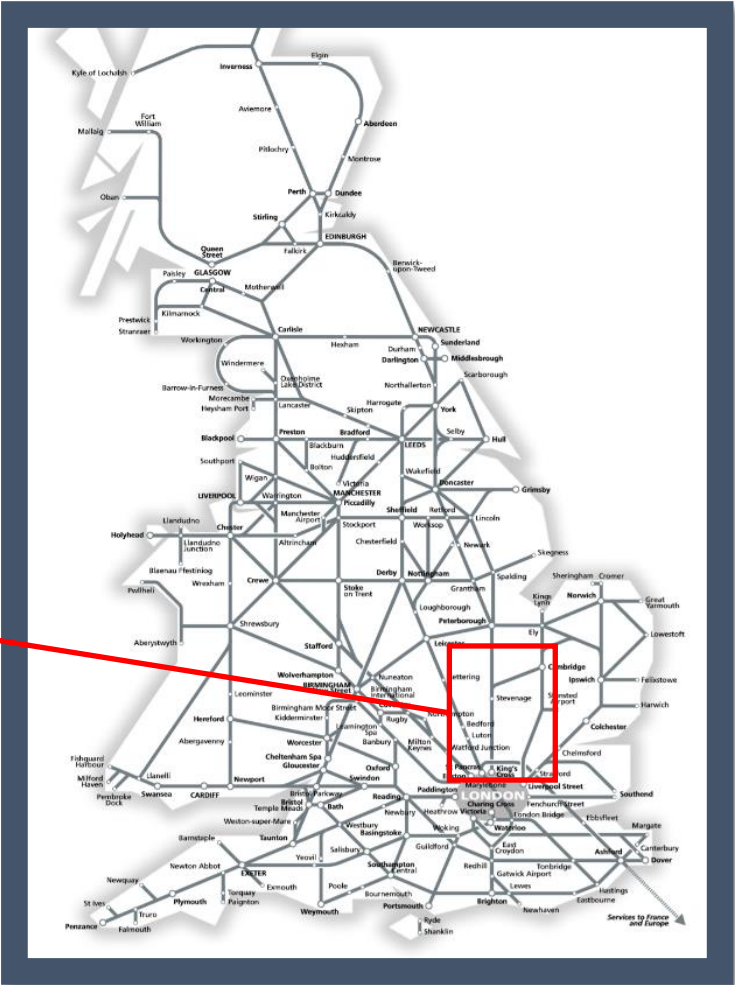 Elgin
Inverness
Kyle of Lochalsh
Aviemore
Fort
William
Aberdeen
Mallaig
Pitlochry
Montrose
Perth
Dundee
Oban
Stirling
Kirkcaldy
EDINBURGH
Queen
Street
Falkirk
GLASGOW
Central
Paisley
Motherwell
Berwick-
upon-Tweed
Kilmarnock
Prestwick
Stranraer
Carlisle
NEWCASTLE
Workington
Hexham
Sunderland
Durham
Darlington
Middlesbrough
Windermere
Scarborough
Oxenholme
Lake District
Northallerton
Barrow-in-Furness
Morecambe
Heysham Port
Lancaster
Harrogate
York
Skipton
Blackpool
Preston
Bradford
Selby
Hull
Blackburn
LEEDS
Southport
Bolton
Huddersfield
Wakefield
Wigan
Victoria
MANCHESTER
Piccadilly
Doncaster
Grimsby
LIVERPOOL
Warrington
Manchester
Airport
Sheffield
Retford
Stockport
Worksop
Lincoln
Llandudno
Chester
Holyhead
Llandudno
Junction
Altrincham
Chesterfield
Newark
Skegness
Blaenau Ffestiniog
Wrexham
Crewe
Derby
Nottingham
Spalding
Sheringham
Cromer
Pwllheli
Stoke
on Trent
Grantham
Kings
Lynn
Norwich
Great
Yarmouth
Loughborough
Peterborough
Ely
Shrewsbury
Lowestoft
Aberystwyth
Stafford
Leicester
Cambridge
Wolverhampton
Nuneaton
Kettering
Ipswich
Felixstowe
BIRMINGHAM
Street
Birmingham
International
Leominster
Stevenage
Stansted
Airport
Harwich
Birmingham Moor Street
Kidderminster
Rugby
Northampton
Hereford
Leamington
Spa
Bedford
Colchester
Abergavenny
Worcester
Banbury
Milton
Keynes
Luton
Watford Junction
Chelmsford
Cheltenham Spa
Gloucester
Oxford
St Pancras
Euston
King's
Cross
Stratford
Fishguard
Harbour
Milford
Haven
Llanelli
Pembroke
Dock
Swansea
CARDIFF
Newport
Swindon
Paddington
Marylebone
Liverpool Street
Southend
Bristol Parkway
Bristol
Temple Meads
Bath
Reading
LONDON
Charing Cross
Fenchurch Street
Newbury
Heathrow
Victoria
London Bridge
Weston-super-Mare
Westbury
Basingstoke
Woking
Waterloo
Ebbsfleet
Margate
Barnstaple
Taunton
Salisbury
Guildford
East
Croydon
Ashford
Canterbury
Dover
Yeovil
Newton Abbot
EXETER
Southampton
Central
Redhill
Gatwick Airport
Tonbridge
Newquay
Exmouth
Poole
Bournemouth
Lewes
Hastings
Eastbourne
St Ives
Truro
Plymouth
Torquay
Paignton
Weymouth
Portsmouth
Brighton
Newhaven
Penzance
Falmouth
Ryde
Shanklin
Services to France
and Europe